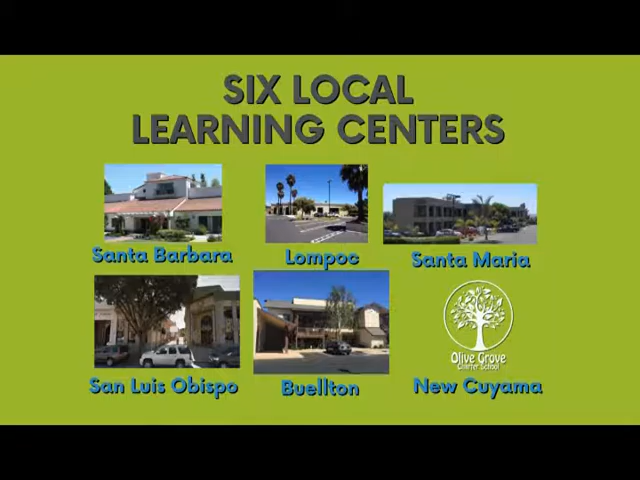 SIX LOCAL
LEARNING CENTERS
Santa Barbara
Lompoc
Santa Maria
San Luis Obispo
Buellton
Olive Grove
Charter School
New Cuyama